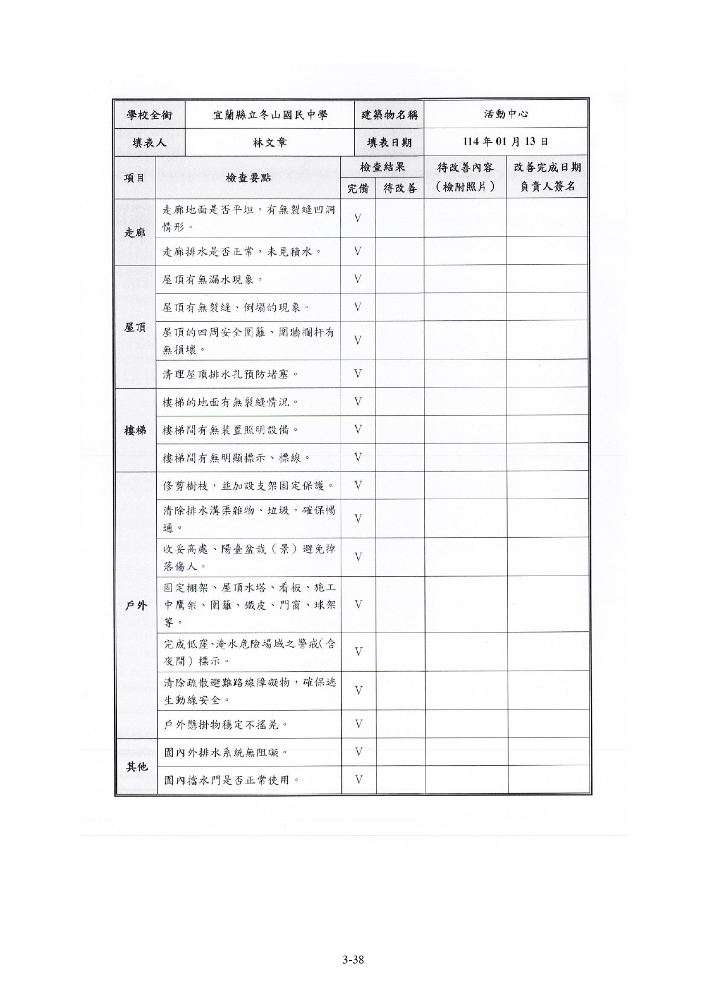 學校全銜 宜蘭縣立冬山國民中學 建築物名稱 活動中心
填表人 林文章 填表日期 114 年 01 月 13 日
項目 檢查要點 檢查結果 待改善內容 改善完成日期
完備 待改善 （檢附照片） 負責人簽名
走廊 走廊地面是否平坦，有無裂縫凹洞 V
情形。
走廊排水是否正常，未見積水。 V
屋頂 屋頂有無漏水現象。 V
屋頂有無裂縫、倒塌的現象。 V
屋頂的四周安全圍籬、圍牆欄杆有 V
無損壞。
清理屋頂排水孔預防堵塞。 V
樓梯 樓梯的地面有無裂縫情況。 V
樓梯間有無裝置照明設備。 V
樓梯間有無明顯標示、標線。 V
戶外 修剪樹枝，並加設支架固定保護。 V
清除排水溝渠雜物、垃圾，確保暢 V
通。
收妥高處、陽臺盆栽（景）避免掉 V
落傷人。
固定棚架、屋頂水塔、看板、施工
中鷹架、圍籬、鐵皮、門窗、球架 V
等。
完成低窪、淹水危險場域之警戒（含 V
夜間）標示。
清除疏散避難路線障礙物，確保逃 V
生動線安全。
戶外懸掛物穩定不搖晃。 V
其他 園內外排水系統無阻礙。 V
園內擋水門是否正常使用。 V
3-38